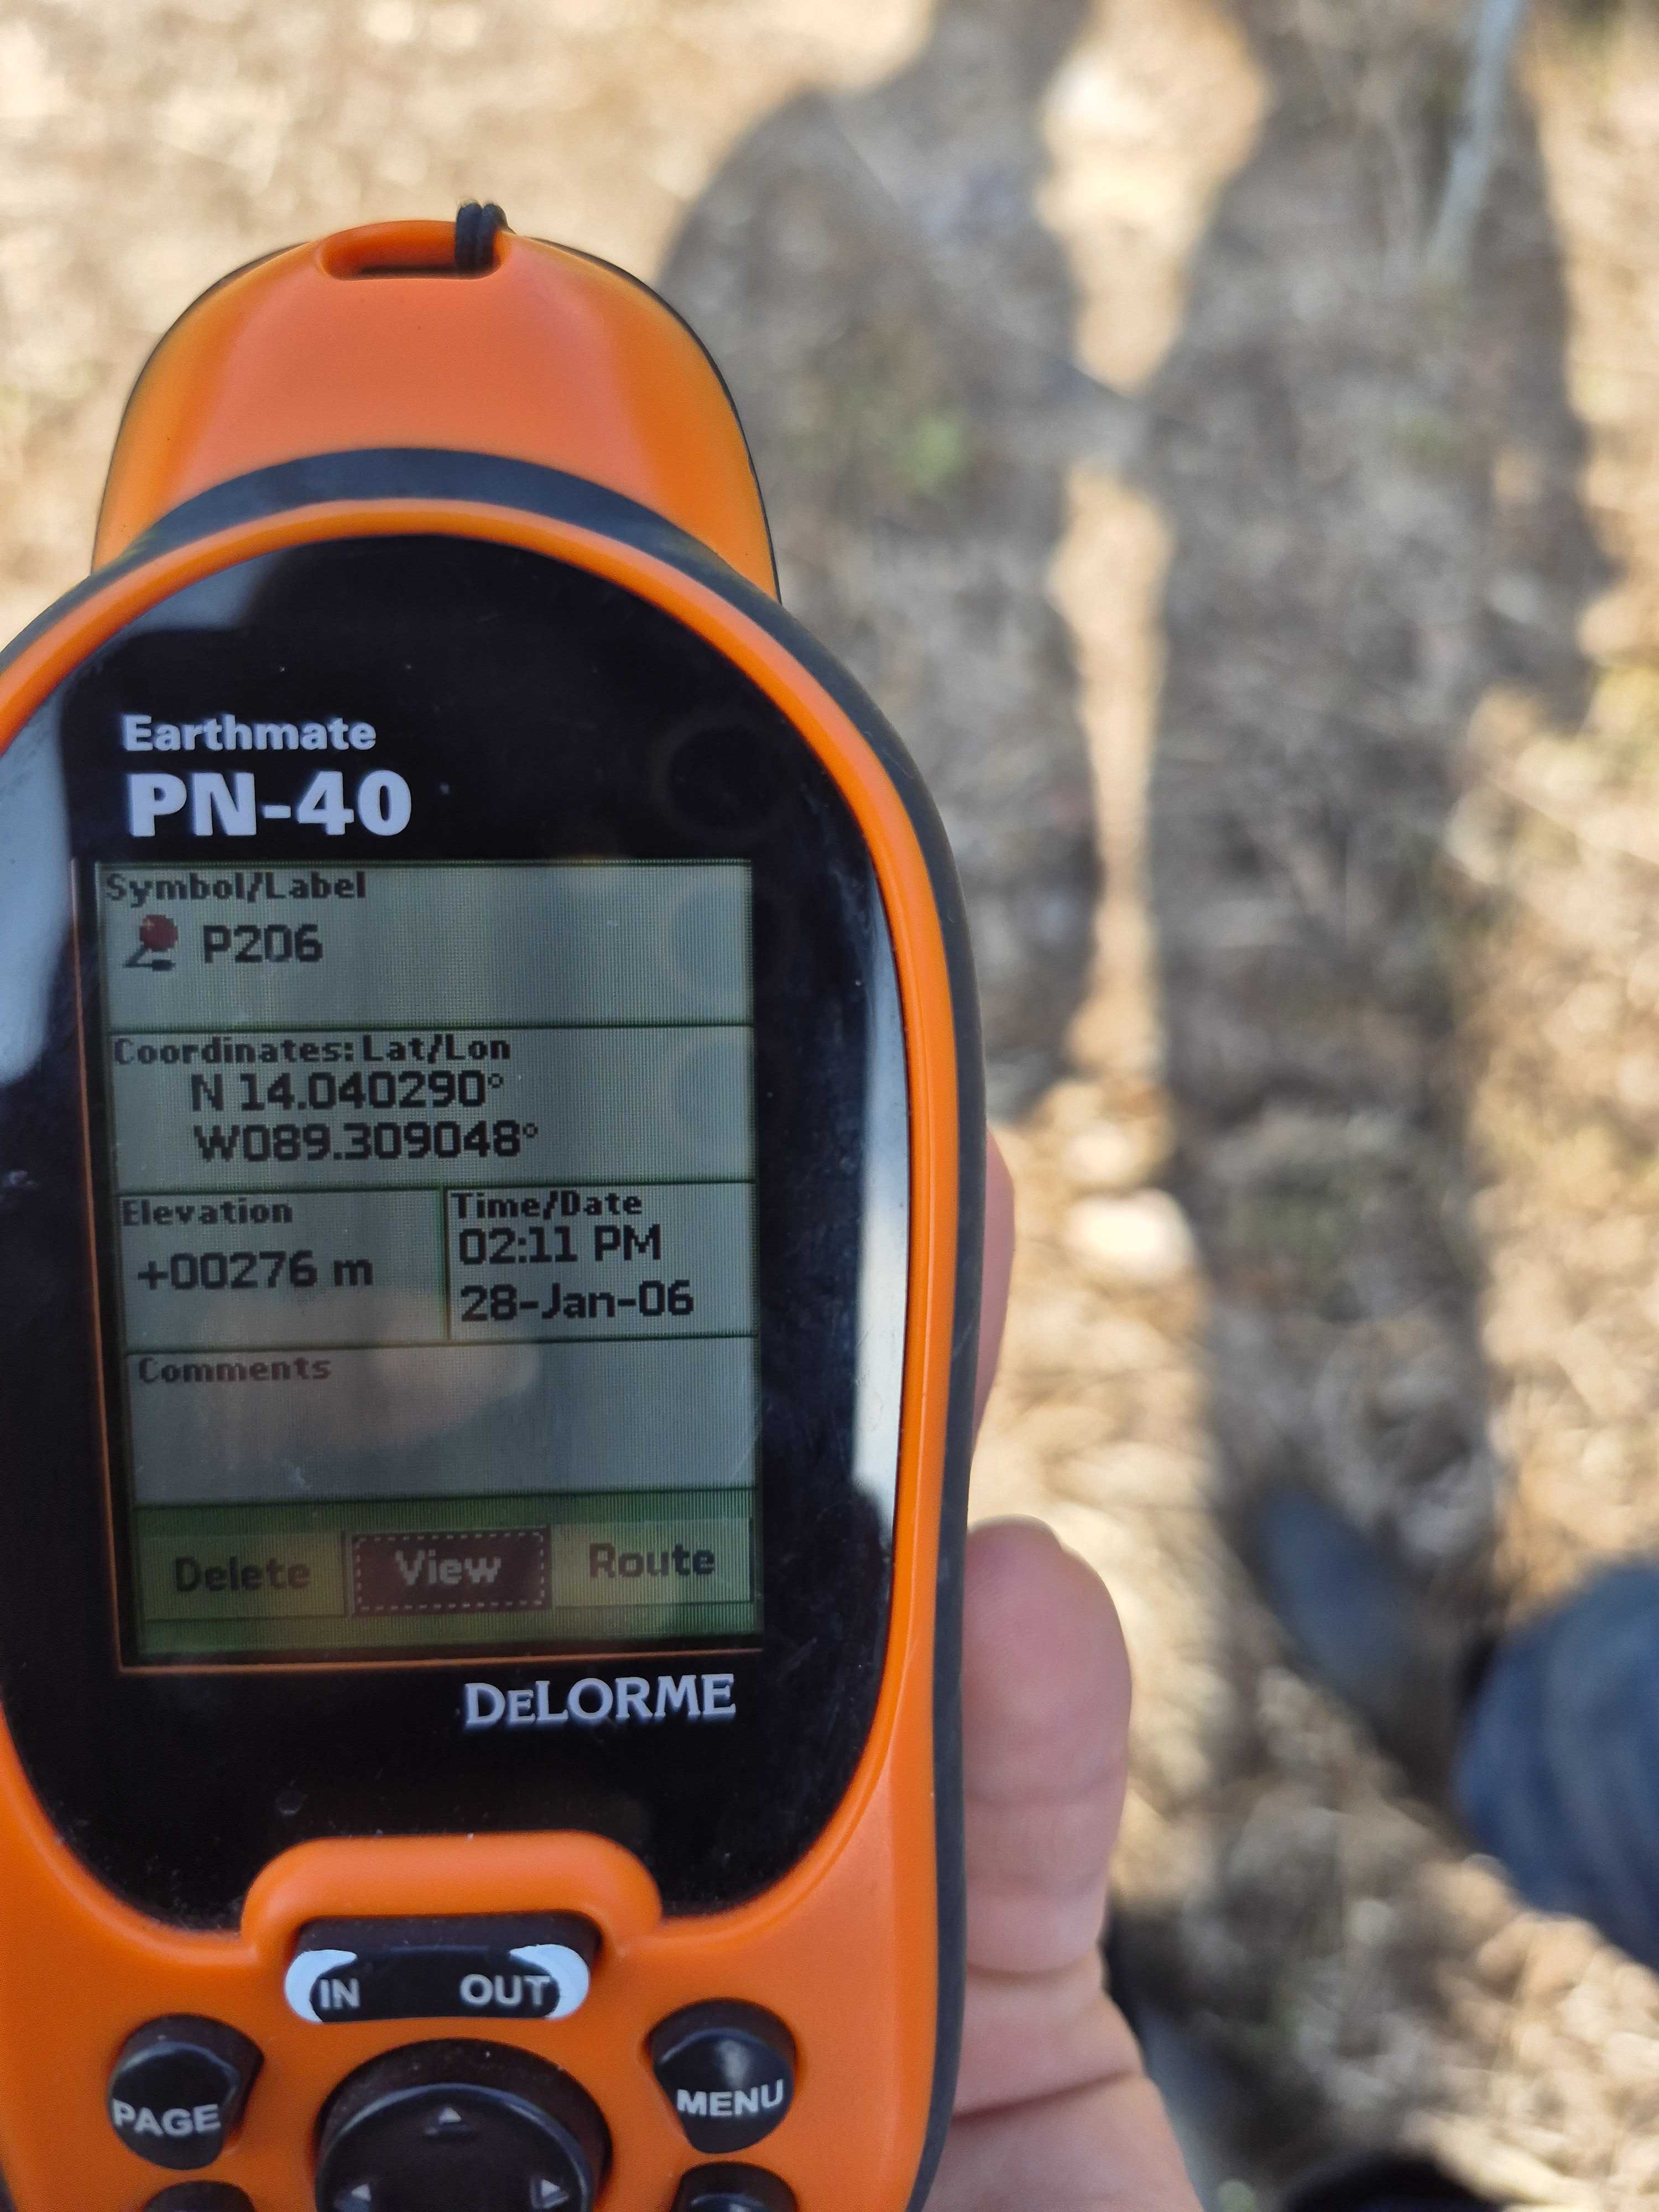 Earthmate
PN-40
Symbol/Label
P206
Coordinates: Lat/Lon
N 14.040290°
W089.309048°
Elevation
+00276 m
Time/Date
02:11 PM
28-Jan-06
Comments
Delete View Route
DELORME
IN OUT
PAGE
MENU